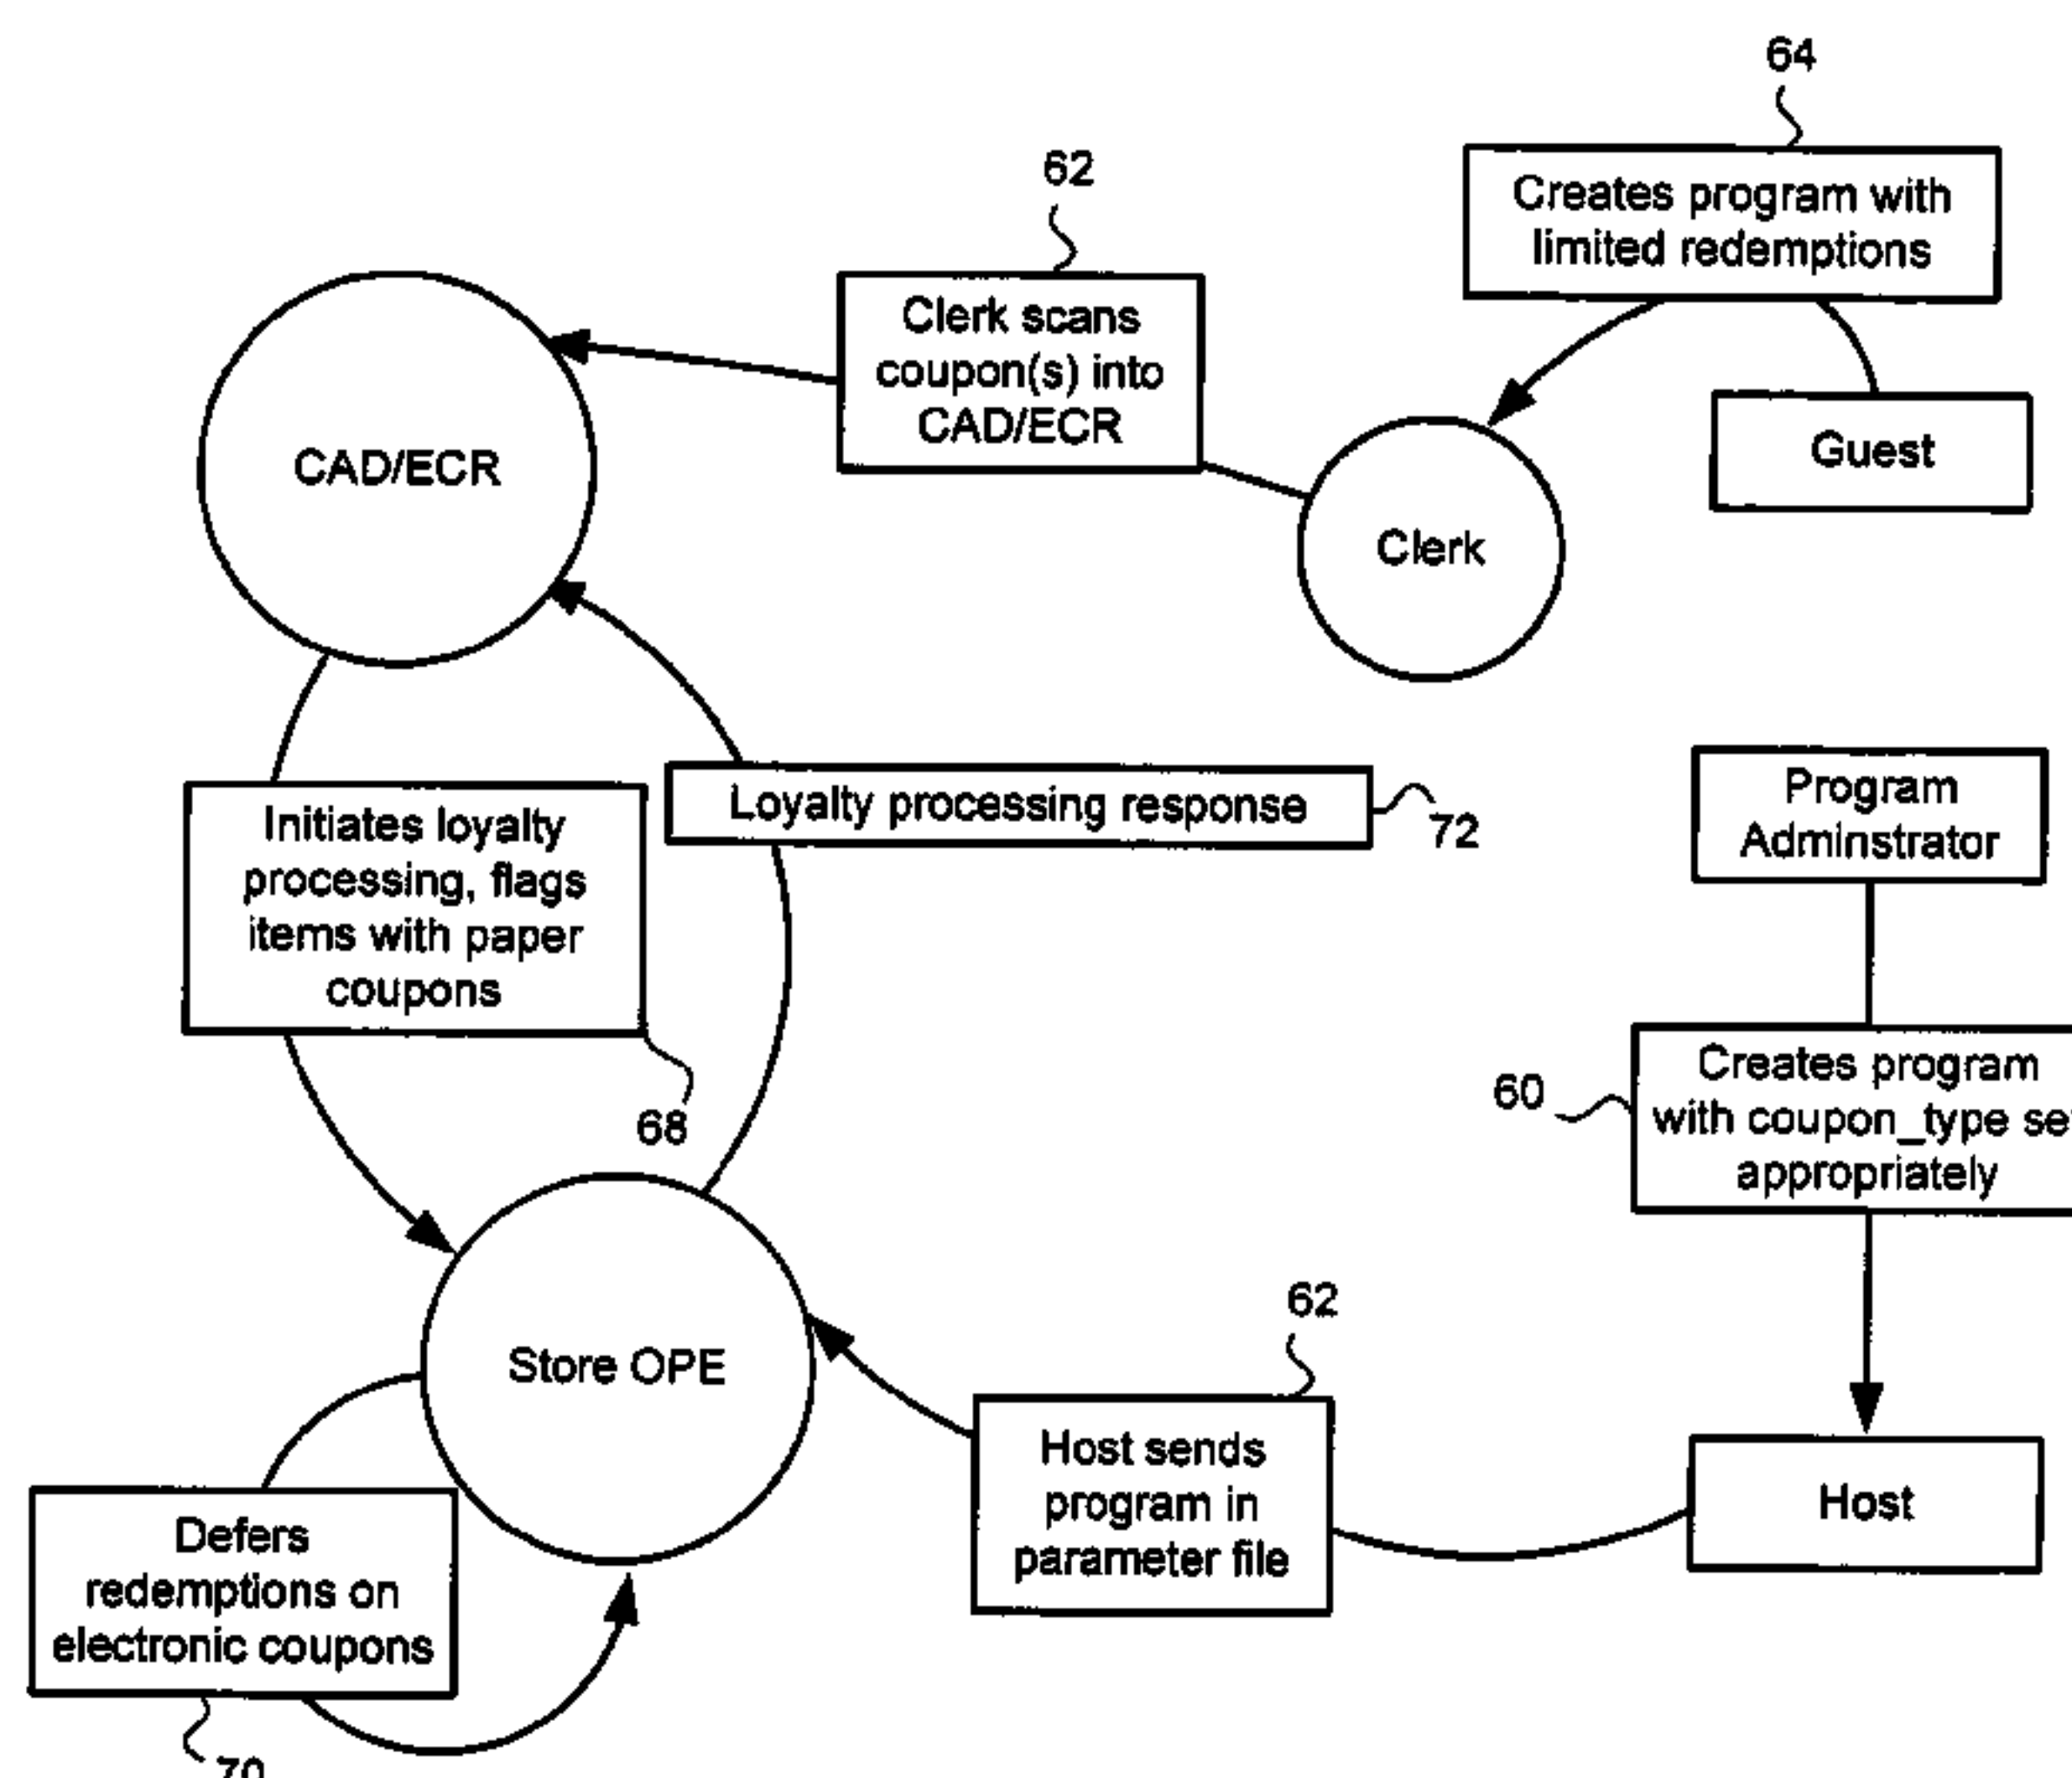 64
Creates program with
limited redemptions
62
Clerk scans
coupon(s) into
CAD/ECR
CAD/ECR
Guest
Clerk
Program
Adminstrator
Loyalty processing response
72
Initiates loyalty
processing, flags
items with paper
coupons
68
60
Creates program
with coupon_type se
appropriately
62
Store OPE
Host sends
program in
parameter file
Host
Defers
redemptions on
electronic coupons
70